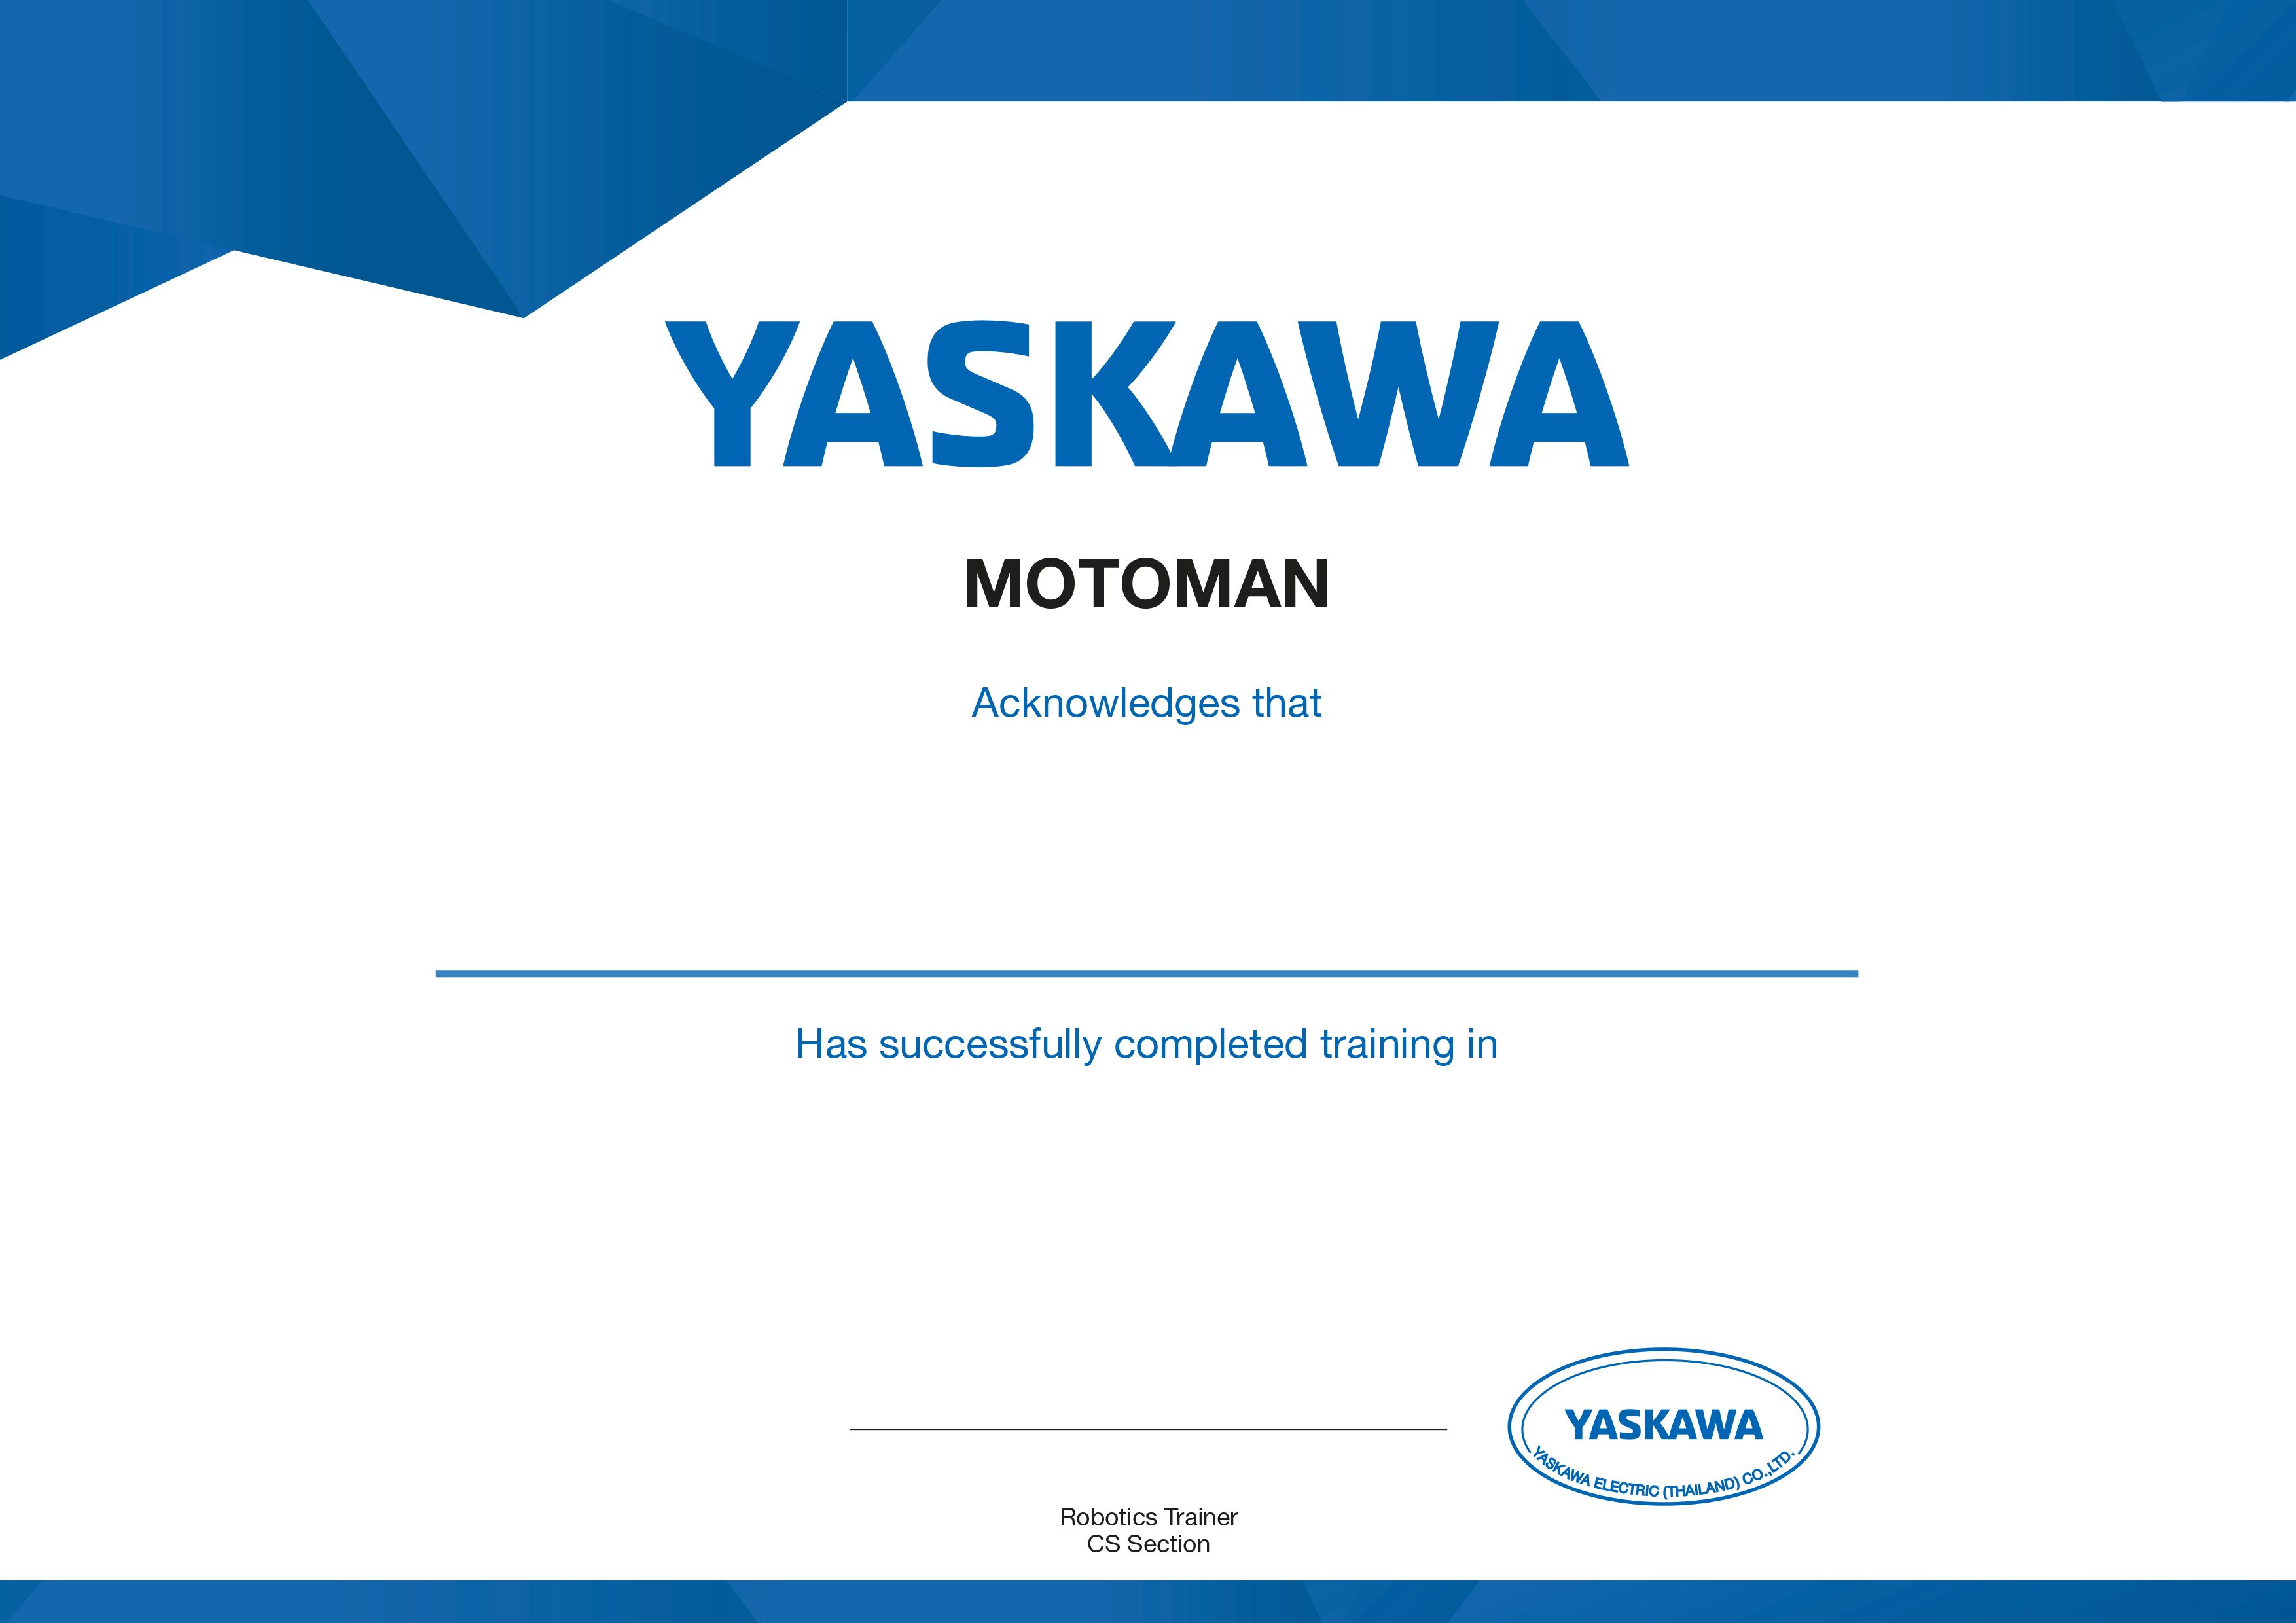 YASKAWA
MOTOMAN
Acknowledges that
Has successfully completed training in
YASKAWA
YASKAWA ELECTRIC (THAILAND) CO.,LTD.
Robotics Trainer
CS Section